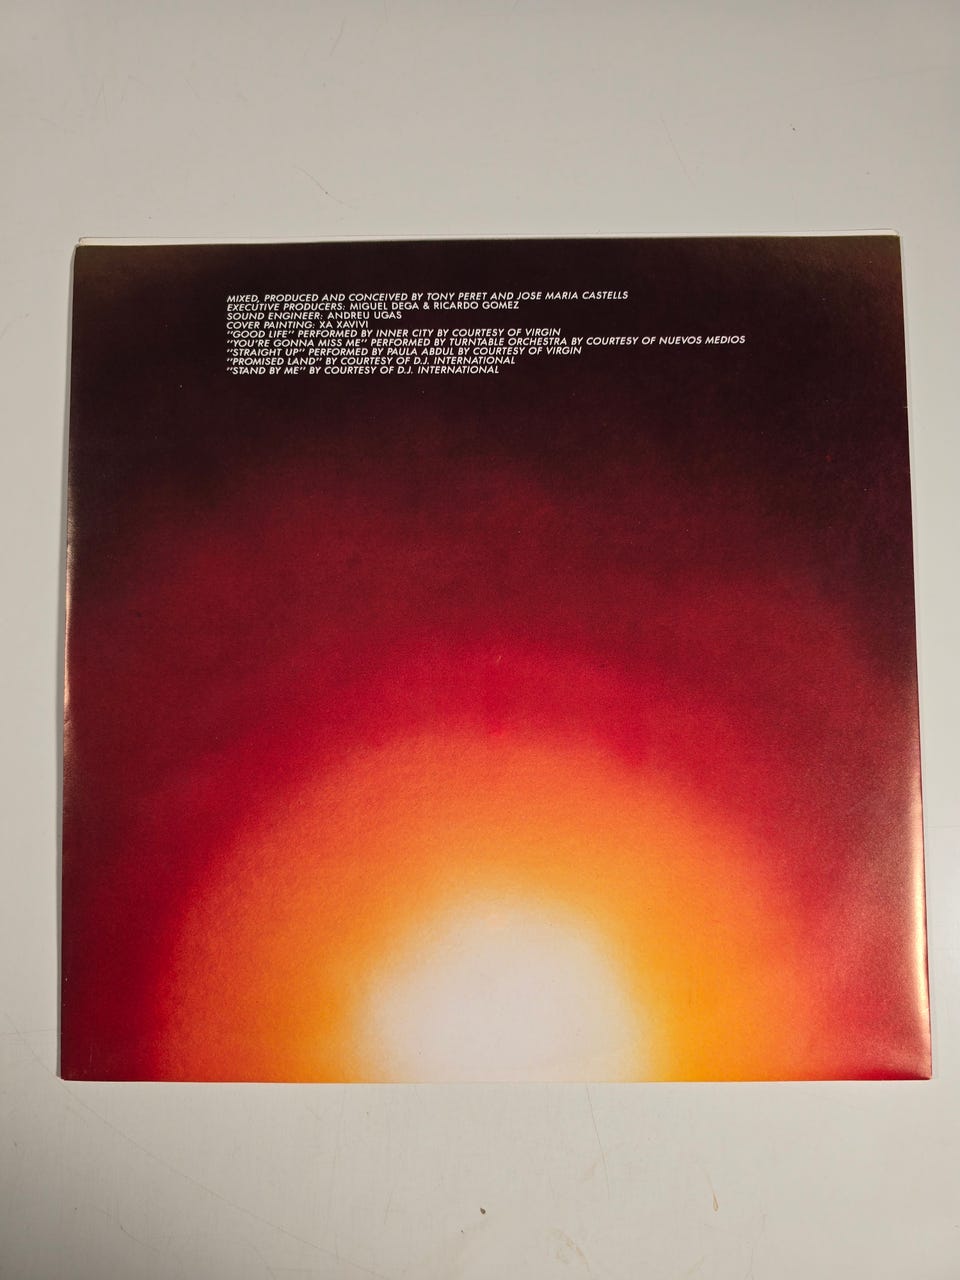 MIXED, PRODUCED AND CONCEIVED BY TONY PERET AND JOSE MARIA CASTELLS
EXECUTIVE PRODUCERS: MIGUEL DEGA & RICARDO GOMEZ
SOUND ENGINEER: ANDREU UGAS
COVER PAINTING: XA XAVIVI
"GOOD LIFE" PERFORMED BY INNER CITY BY COURTESY OF VIRGIN
"YOU'RE GONNA MISS ME" PERFORMED BY TURNTABLE ORCHESTRA BY COURTESY OF NUEVOS MEDIOS
"STRAIGHT UP" PERFORMED BY PAULA ABDUL BY COURTESY OF VIRGIN
"PROMISED LAND" BY COURTESY OF D.J. INTERNATIONAL
"STAND BY ME" BY COURTESY OF D.J. INTERNATIONAL